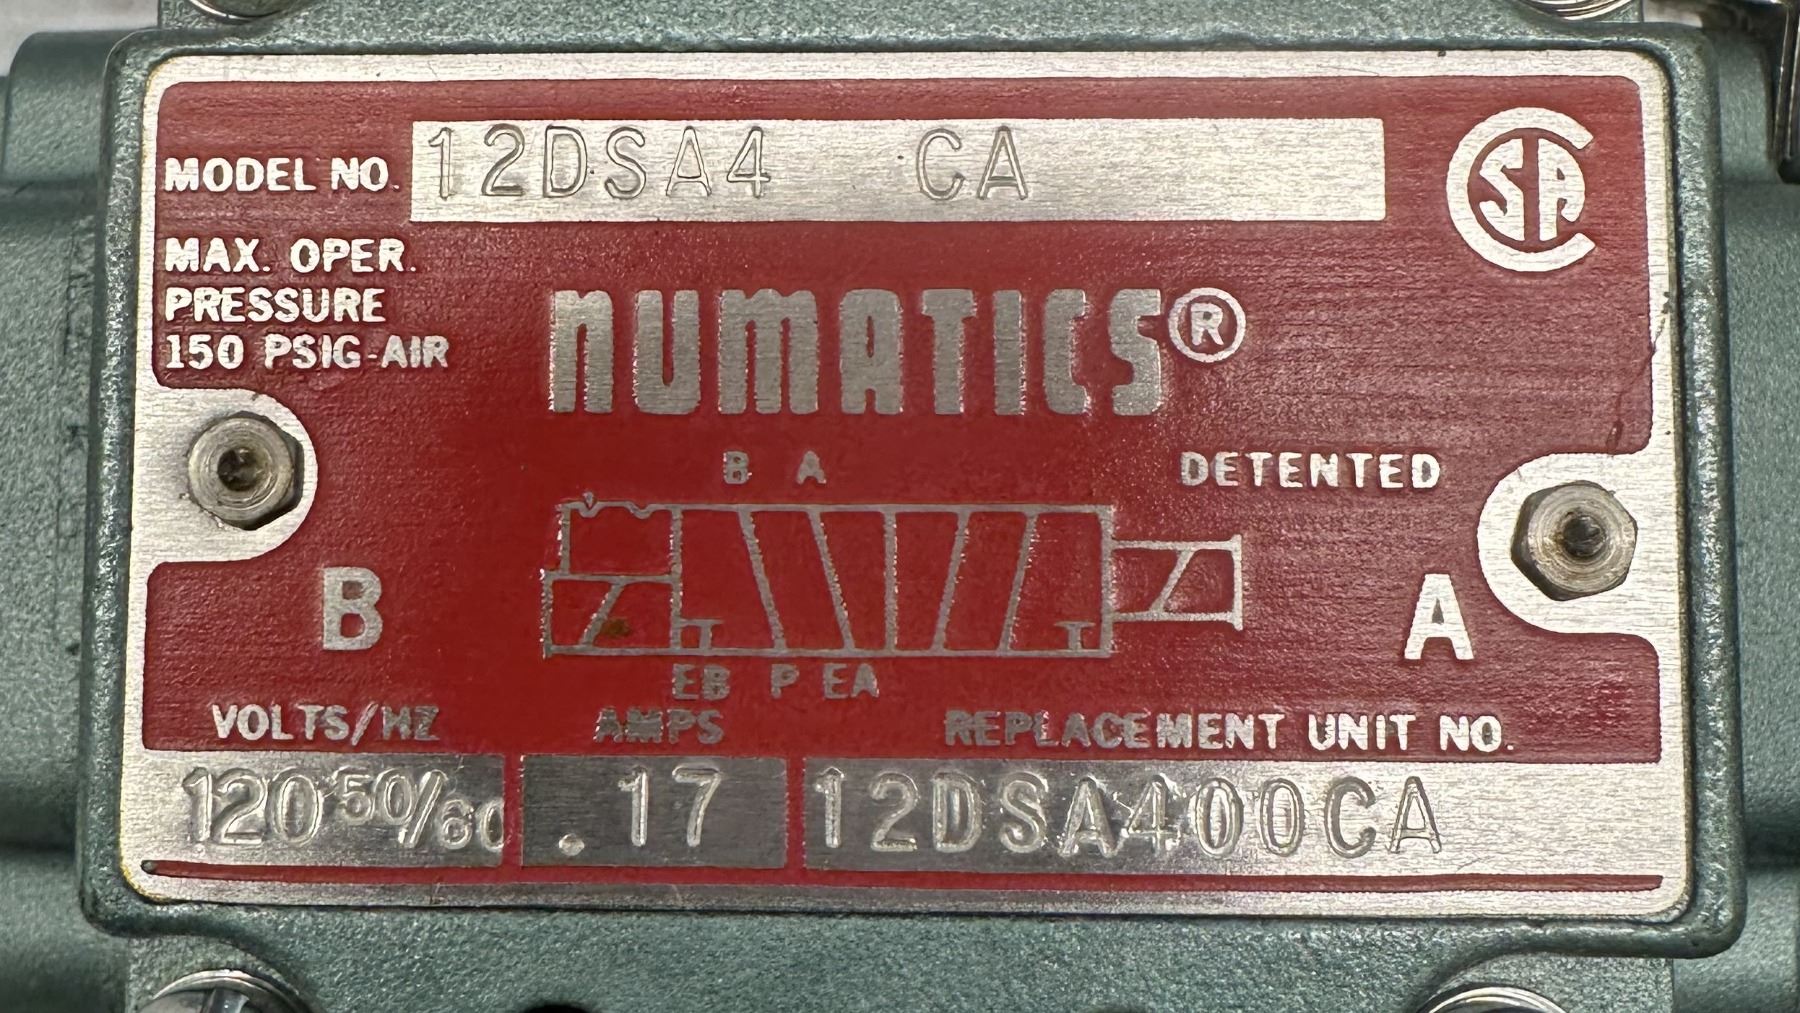 MODEL NO. 12DSA4 CA
CSA
MAX. OPER.
PRESSURE
150 PSIG-AIR
NUMATICS®
B A
DETENTED
B
A
EB P EA
VOLTS/HZ AMPS REPLACEMENT UNIT NO.
120 50/60 .17 12DSA400CA